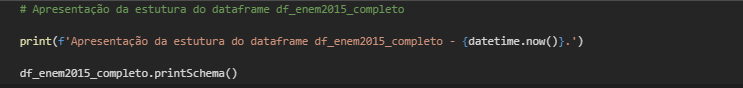 # Apresentação da estutura do dataframe df_enem2015_completo
print(f'Apresentação da estutura do dataframe df_enem2015_completo - {datetime.now()}.')
df_enem2015_completo.printSchema()